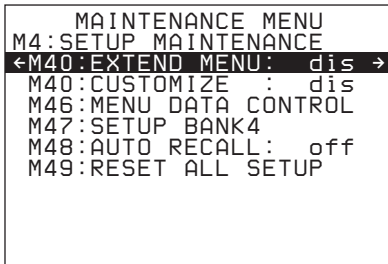 MAINTENANCE MENU
M4:SETUP MAINTENANCE
←M40:EXTEND MENU: dis →
M40:CUSTOMIZE : dis
M46:MENU DATA CONTROL
M47:SETUP BANK4
M48:AUTO RECALL: off
M49:RESET ALL SETUP